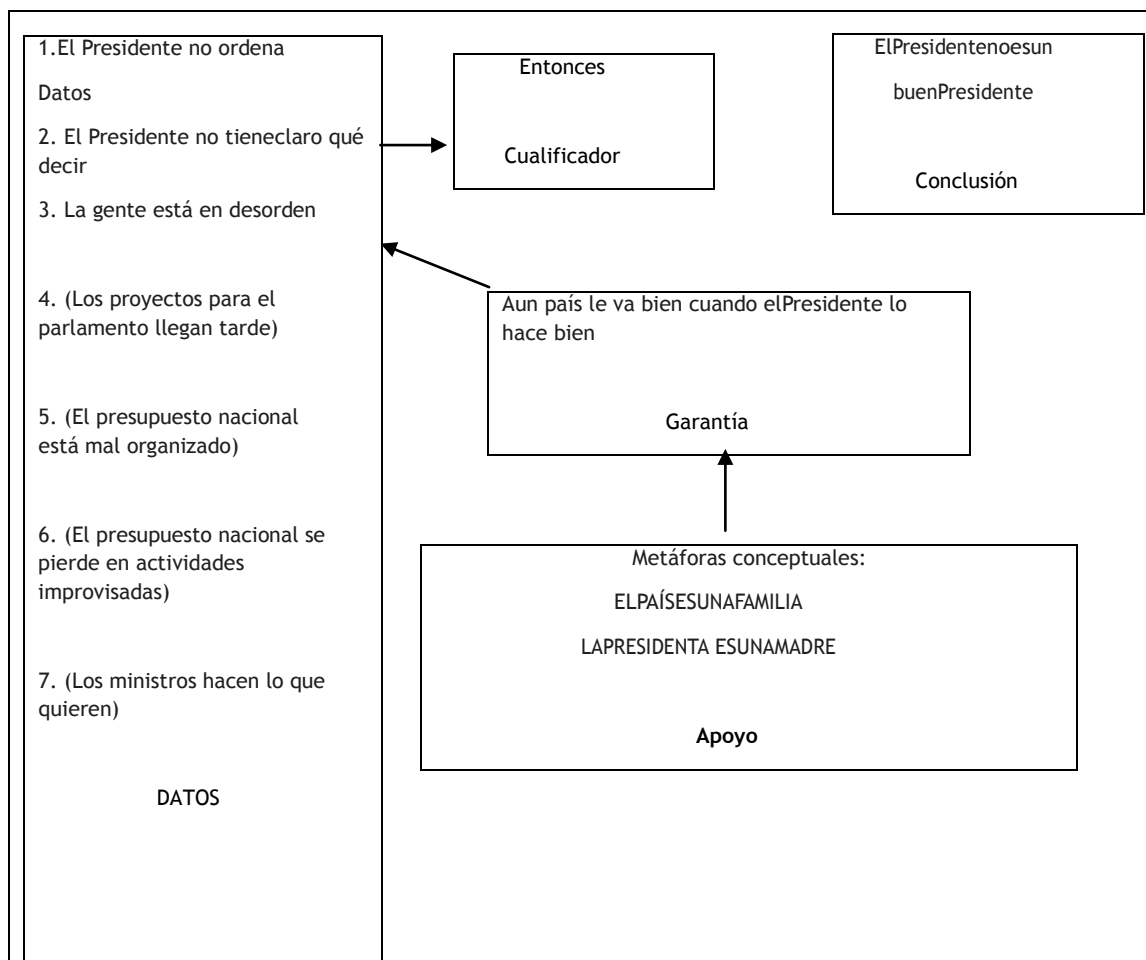 1.El Presidente no ordena
Datos
2. El Presidente no tieneclaro qué
decir
3. La gente está en desorden
4. (Los proyectos para el
parlamento llegan tarde)
5. (El presupuesto nacional
está mal organizado)
6. (El presupuesto nacional se
pierde en actividades
improvisadas)
7. (Los ministros hacen lo que
quieren)
DATOS
Entonces
Cualificador
ElPresidentenoesun
buenPresidente
Conclusión
Aun país le va bien cuando elPresidente lo
hace bien
Garantía
Metáforas conceptuales:
ELPAÍSESUNAFAMILIA
LAPRESIDENTA ESUNAMADRE
Apoyo